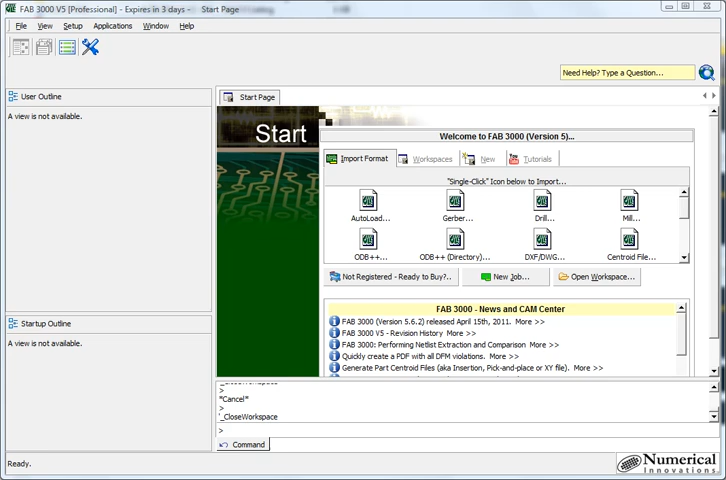 FAB 3000 V5 [Professional] - Expires in 3 days - Start Page
File View Setup Applications Window Help
Need Help? Type a Question...
User Outline
A view is not available.
Startup Outline
A view is not available.
Start Page
Start
Welcome to FAB 3000 (Version 5)...
Import Format Workspaces New Tutorials
"Single-Click" Icon below to Import...
AutoLoad... Gerber... Drill... Mill...
ODB++... ODB++ (Directory)... DXF/DWG... Centroid File...
Not Registered - Ready to Buy?.. New Job... Open Workspace...
FAB 3000 - News and CAM Center
FAB 3000 (Version 5.6.2) released April 15th, 2011. More >>
FAB 3000 V5 - Revision History More >>
FAB 3000: Performing Netlist Extraction and Comparison More >>
Quickly create a PDF with all DFM violations. More >>
Generate Part Centroid Files (aka Insertion, Pick-and-place or XY file). More >>
_CloseWorkspace
>
*Cancel*
>
'_CloseWorkspace
>
Command
Ready.
Numerical
Innovations